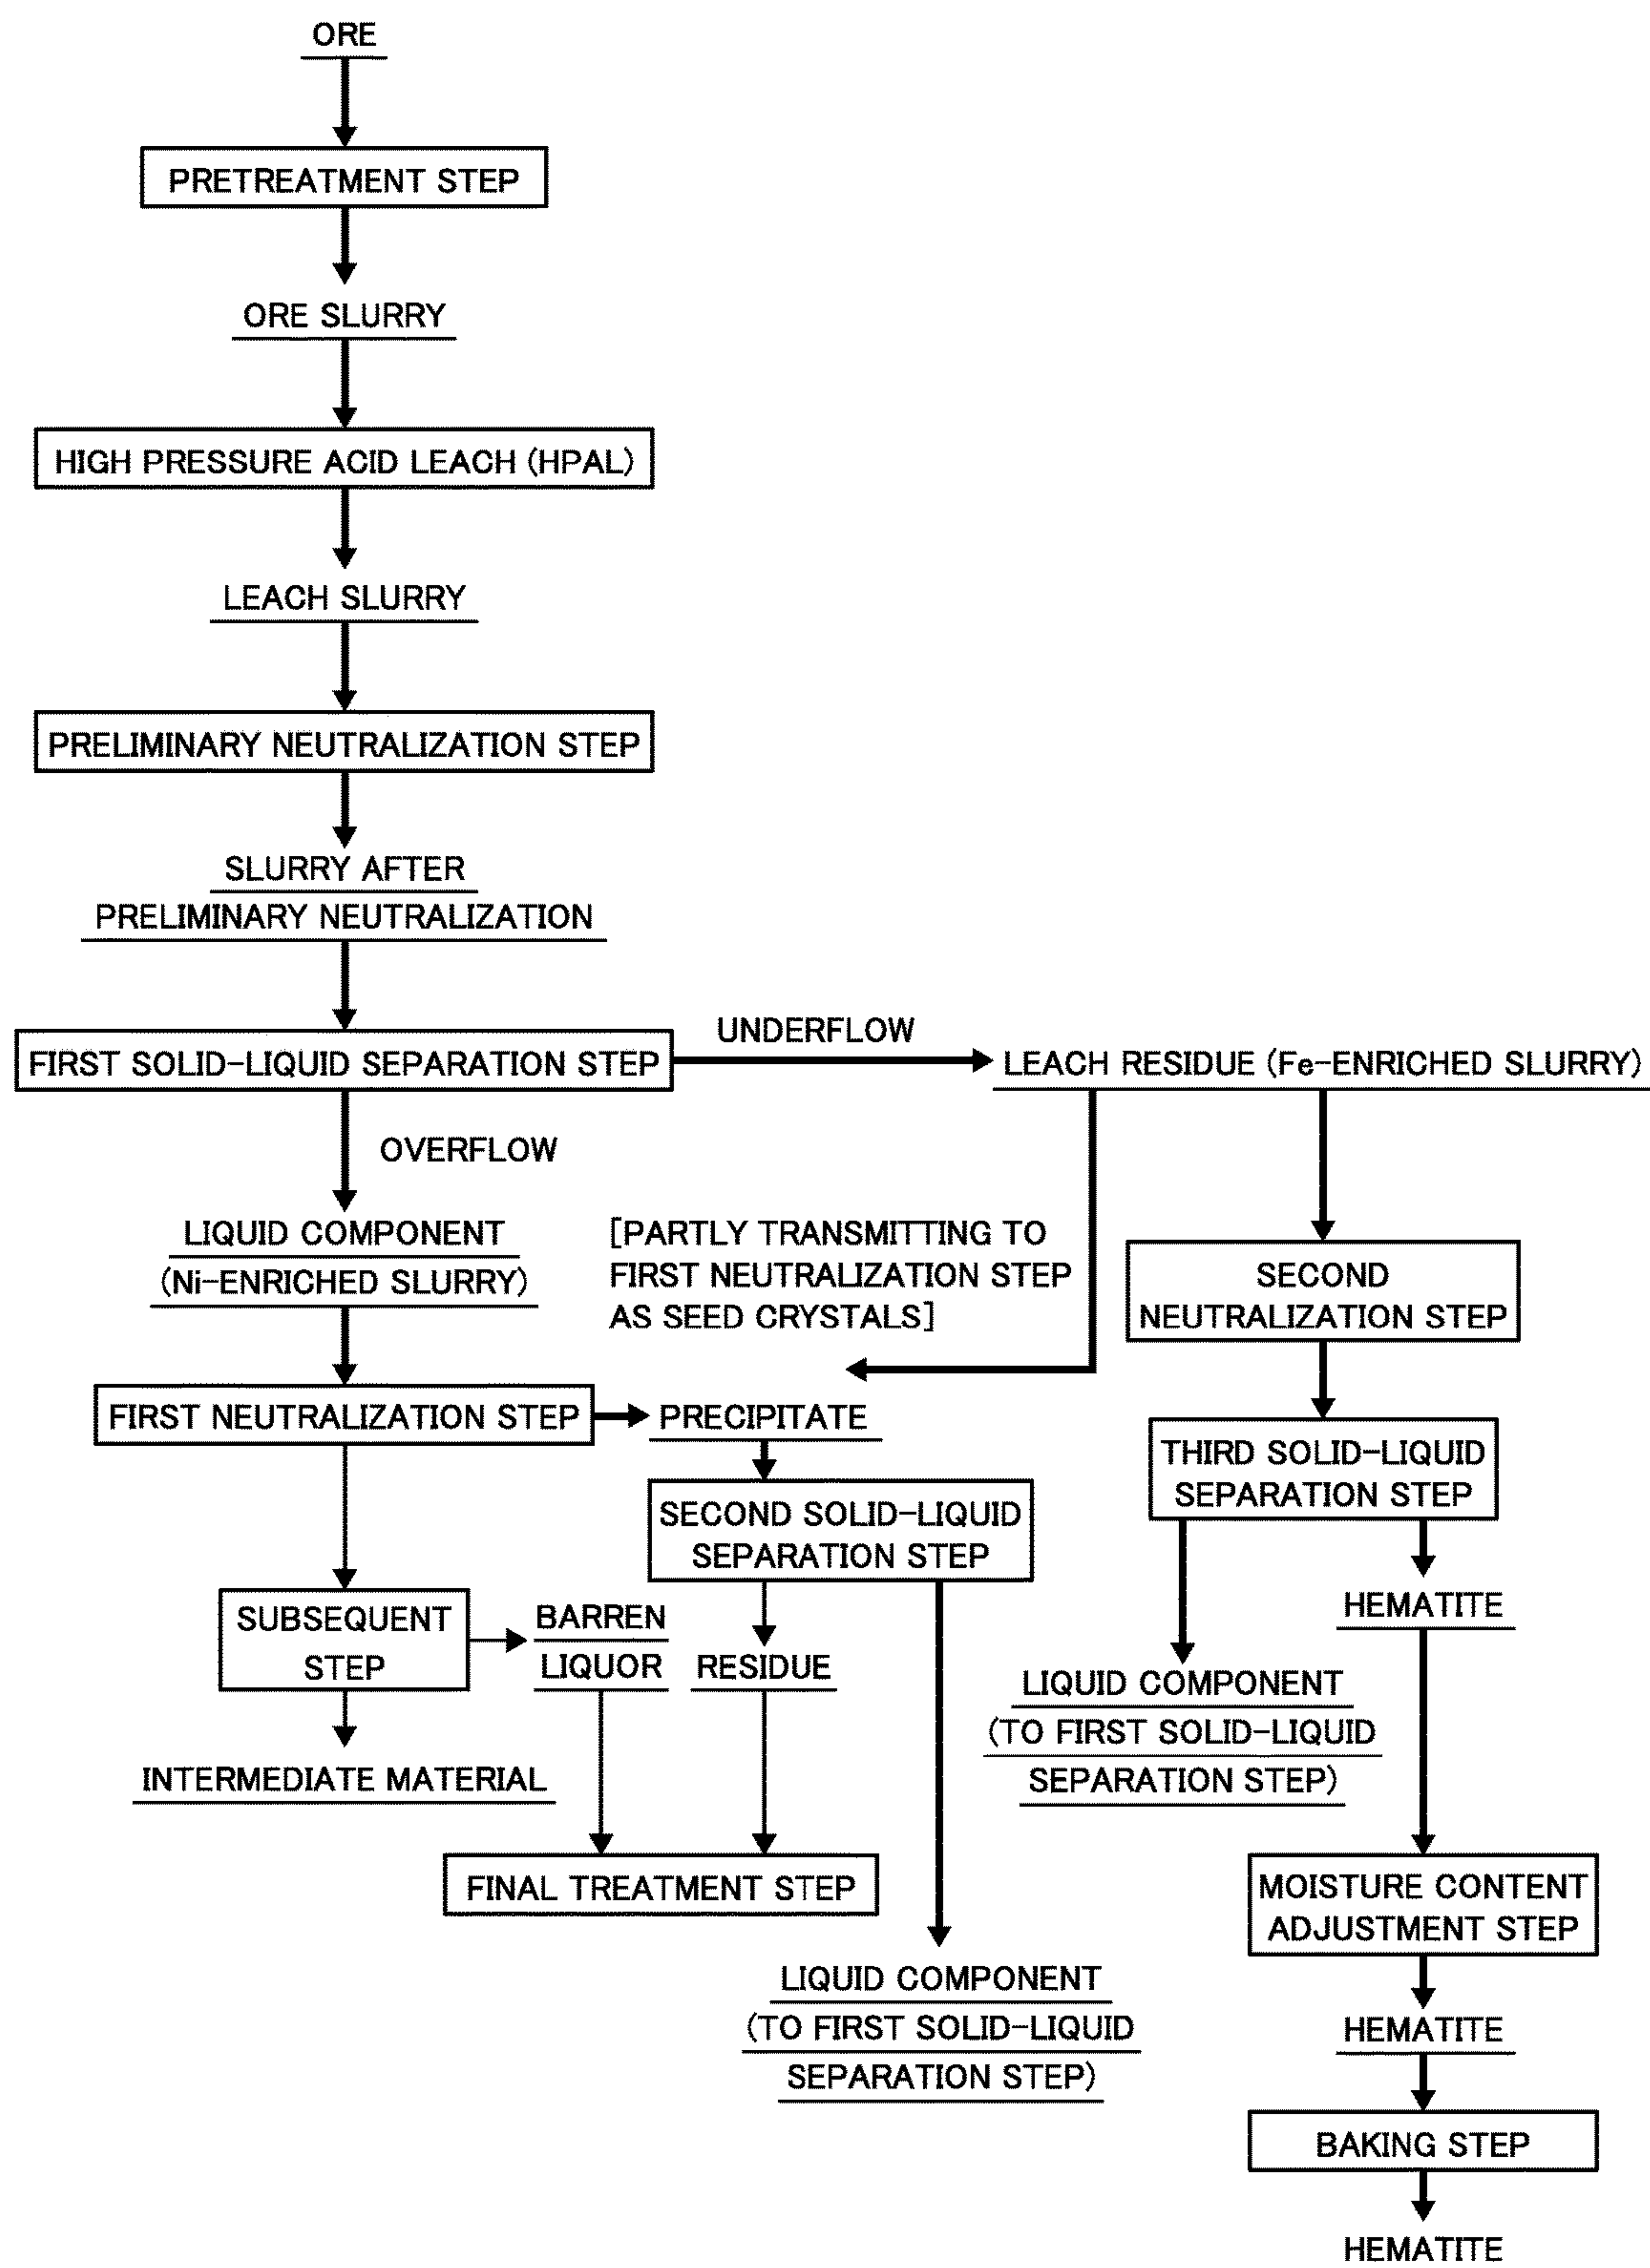 ORE
PRETREATMENT STEP
ORE SLURRY
HIGH PRESSURE ACID LEACH (HPAL)
LEACH SLURRY
PRELIMINARY NEUTRALIZATION STEP
SLURRY AFTER
PRELIMINARY NEUTRALIZATION
FIRST SOLID-LIQUID SEPARATION STEP
UNDERFLOW
LEACH RESIDUE (Fe-ENRICHED SLURRY)
OVERFLOW
LIQUID COMPONENT
(Ni-ENRICHED SLURRY)
[PARTLY TRANSMITTING TO
FIRST NEUTRALIZATION STEP
AS SEED CRYSTALS]
SECOND
NEUTRALIZATION STEP
FIRST NEUTRALIZATION STEP
PRECIPITATE
THIRD SOLID-LIQUID
SEPARATION STEP
SECOND SOLID-LIQUID
SEPARATION STEP
SUBSEQUENT
STEP
BARREN
LIQUOR
RESIDUE
HEMATITE
LIQUID COMPONENT
(TO FIRST SOLID-LIQUID
SEPARATION STEP)
INTERMEDIATE MATERIAL
FINAL TREATMENT STEP
MOISTURE CONTENT
ADJUSTMENT STEP
LIQUID COMPONENT
(TO FIRST SOLID-LIQUID
SEPARATION STEP)
HEMATITE
BAKING STEP
HEMATITE